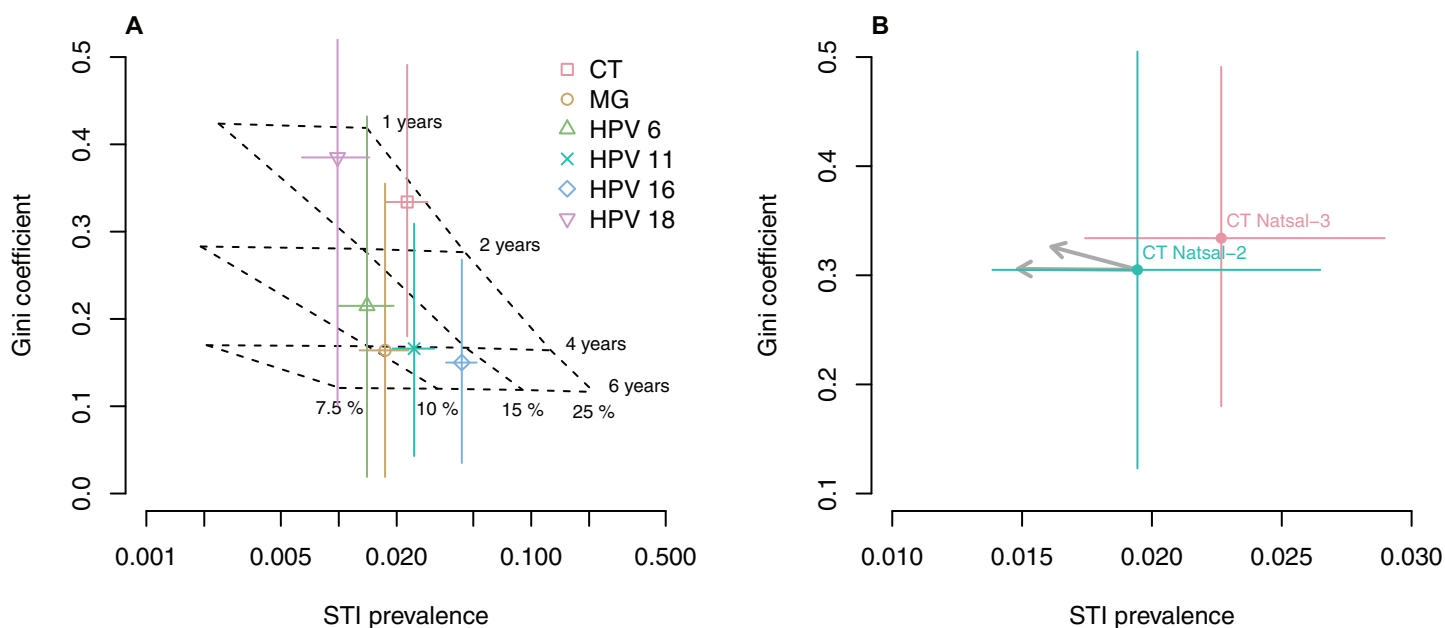 A
0.5
0.4
0.3
0.2
0.1
0.0
Gini coefficient
CT
MG
HPV 6
HPV 11
HPV 16
HPV 18
1 years
2 years
4 years
6 years
7.5 %
10 %
15 %
25 %
0.001
0.005
0.020
0.100
0.500
STI prevalence
B
0.5
0.4
0.3
0.2
0.1
Gini coefficient
CT Natsal−3
CT Natsal−2
0.010
0.015
0.020
0.025
0.030
STI prevalence